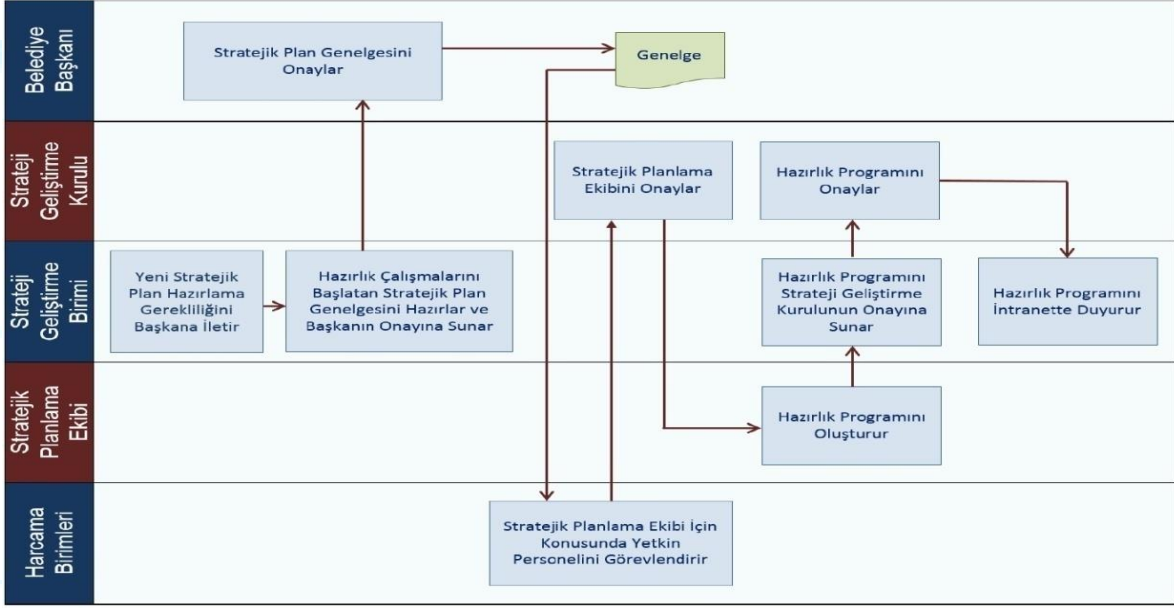 Belediye
Başkanı
Stratejik Plan Genelgesini
Onaylar
Genelge
Strateji
Geliştirme
Kurulu
Stratejik Planlama
Ekibini Onaylar
Hazırlık Programını
Onaylar
Strateji
Geliştirme
Birimi
Yeni Stratejik
Plan Hazırlama
Gerekliliğini
Başkana İletir
Hazırlık Çalışmalarını
Başlatan Stratejik Plan
Genelgesini Hazırlar ve
Başkanın Onayına Sunar
Hazırlık Programını
Strateji Geliştirme
Kurulunun Onayına
Sunar
Hazırlık Programını
İntranette Duyurur
Stratejik
Planlama
Ekibi
Hazırlık Programını
Oluşturur
Harcama
Birimleri
Stratejik Planlama Ekibi İçin
Konusunda Yetkin
Personelini Görevlendirir